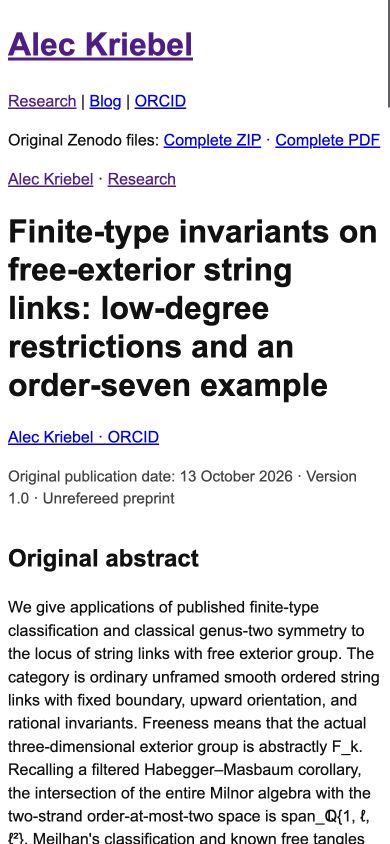 Alec Kriebel
Research | Blog | ORCID
Original Zenodo files: Complete ZIP · Complete PDF
Alec Kriebel · Research
Finite-type invariants on
free-exterior string
links: low-degree
restrictions and an
order-seven example
Alec Kriebel · ORCID
Original publication date: 13 October 2026 · Version
1.0 · Unrefereed preprint
Original abstract
We give applications of published finite-type
classification and classical genus-two symmetry to
the locus of string links with free exterior group. The
category is ordinary unframed smooth ordered string
links with fixed boundary, upward orientation, and
rational invariants. Freeness means that the actual
three-dimensional exterior group is abstractly F_k.
Recalling a filtered Habegger–Masbaum corollary,
the intersection of the entire Milnor algebra with the
two-strand order-at-most-two space is span_ℚ{1, ℓ,
ℓ²}. Meilhan's classification and known free tangles